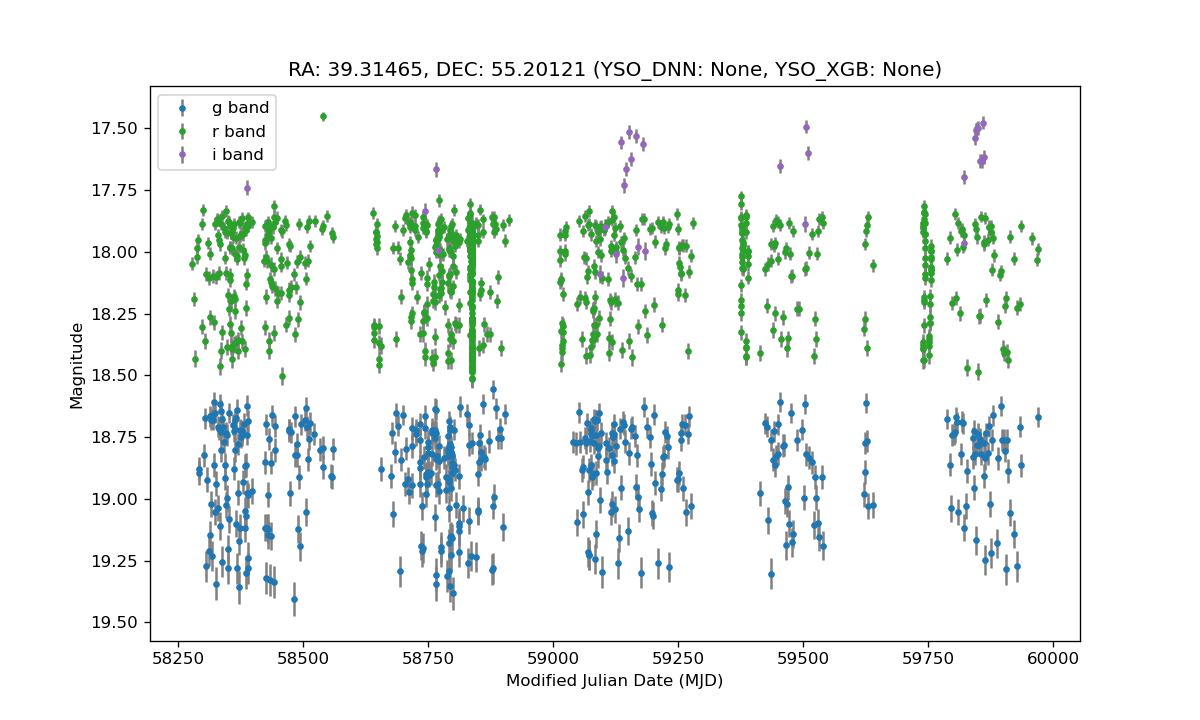 RA: 39.31465, DEC: 55.20121 (YSO_DNN: None, YSO_XGB: None)
g band
r band
i band
17.50
17.75
18.00
18.25
18.50
18.75
19.00
19.25
19.50
Magnitude
58250
58500
58750
59000
59250
59500
59750
60000
Modified Julian Date (MJD)